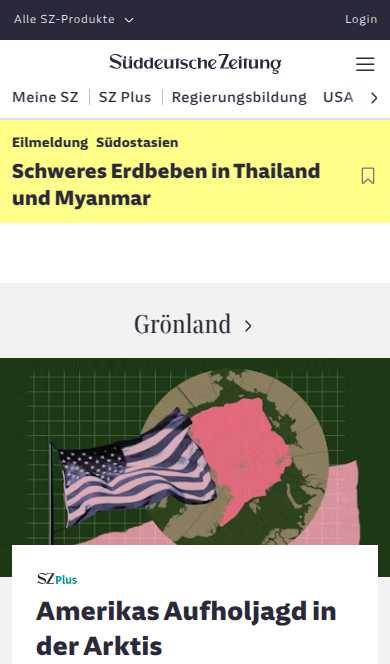 Alle SZ-Produkte
Login
Süddeutsche Zeitung
Meine SZ
SZ Plus
Regierungsbildung
USA
Eilmeldung Südostasien
Schweres Erdbeben in Thailand
und Myanmar
Grönland
SZ Plus
Amerikas Aufholjagd in
der Arktis